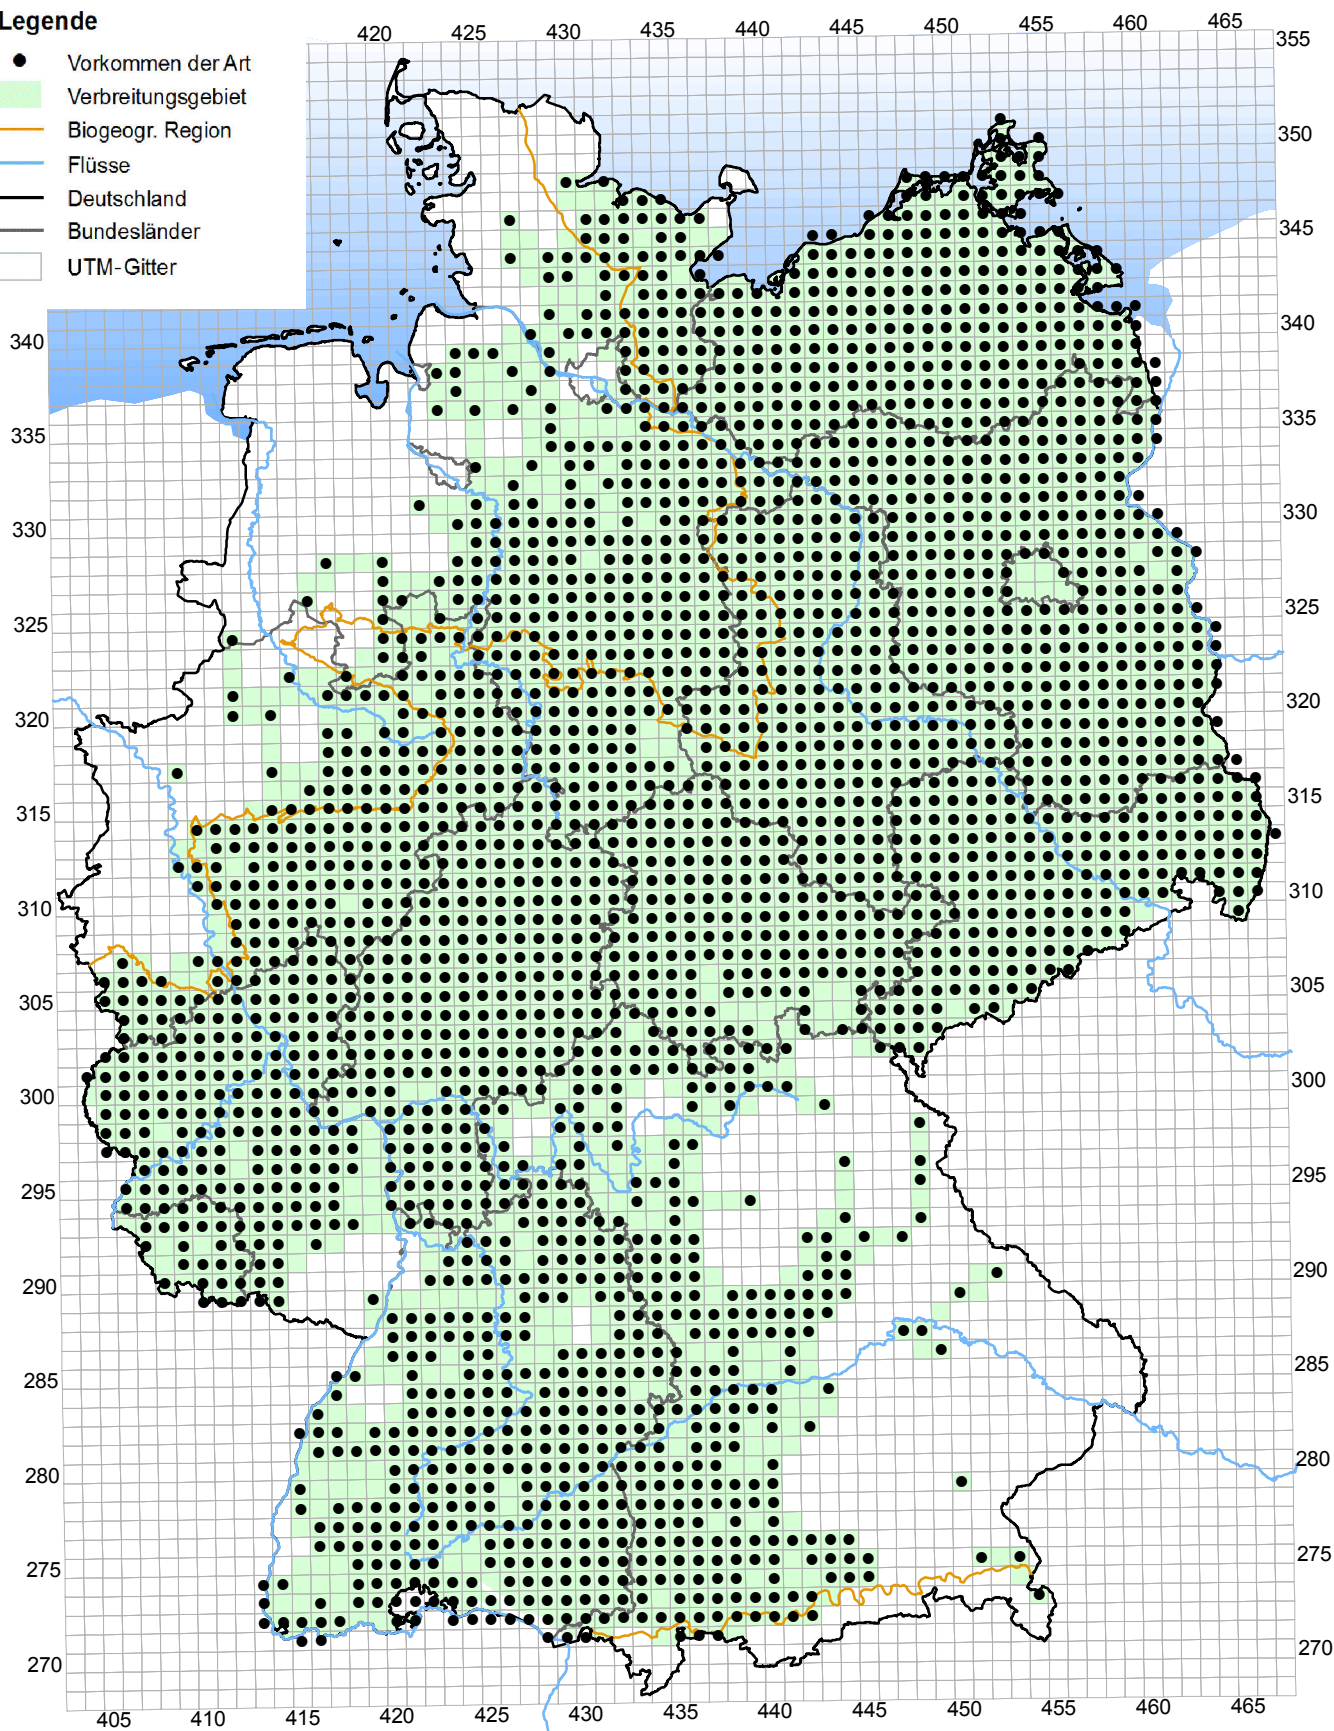 Legende
Vorkommen der Art
Verbreitungsgebiet
Biogeogr. Region
Flüsse
Deutschland
Bundesländer
UTM-Gitter
420 425 430 435 440 445 450 455 460 465
355
350
345
340 340
335 335
330 330
325 325
320 320
315 315
310 310
305 305
300 300
295 295
290 290
285 285
280 280
275 275
270 270
405 410 415 420 425 430 435 440 445 450 455 460 465